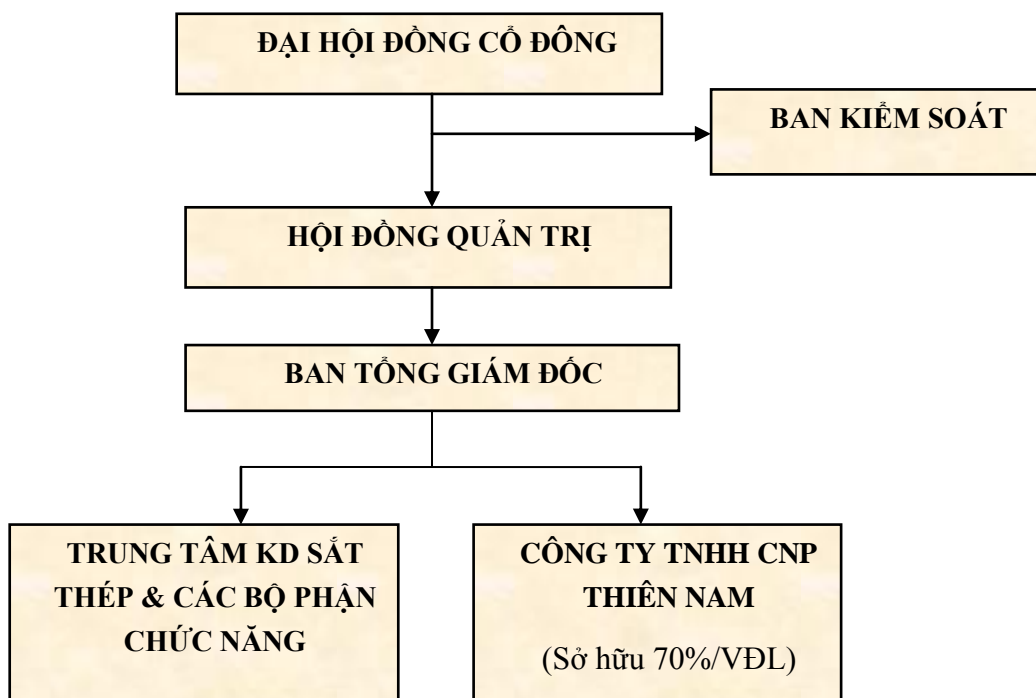 ĐẠI HỘI ĐỒNG CỔ ĐÔNG
BAN KIỂM SOÁT
HỘI ĐỒNG QUẢN TRỊ
BAN TỔNG GIÁM ĐỐC
TRUNG TÂM KD SẮT
THÉP & CÁC BỘ PHẬN
CHỨC NĂNG
CÔNG TY TNHH CNP
THIÊN NAM
(Sở hữu 70%/VĐL)